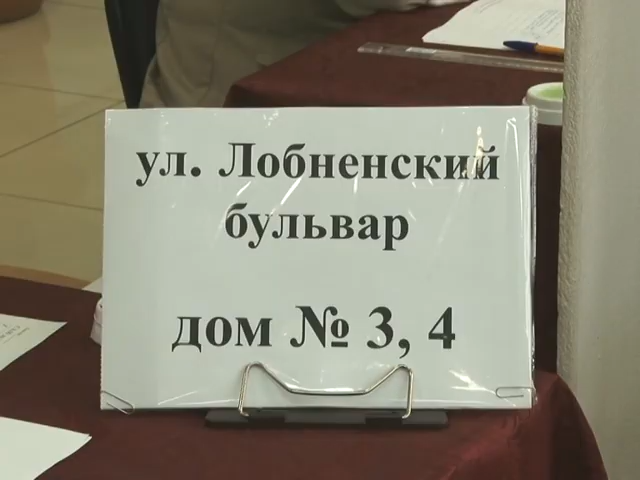 ул. Лобненский
бульвар
дом № 3, 4